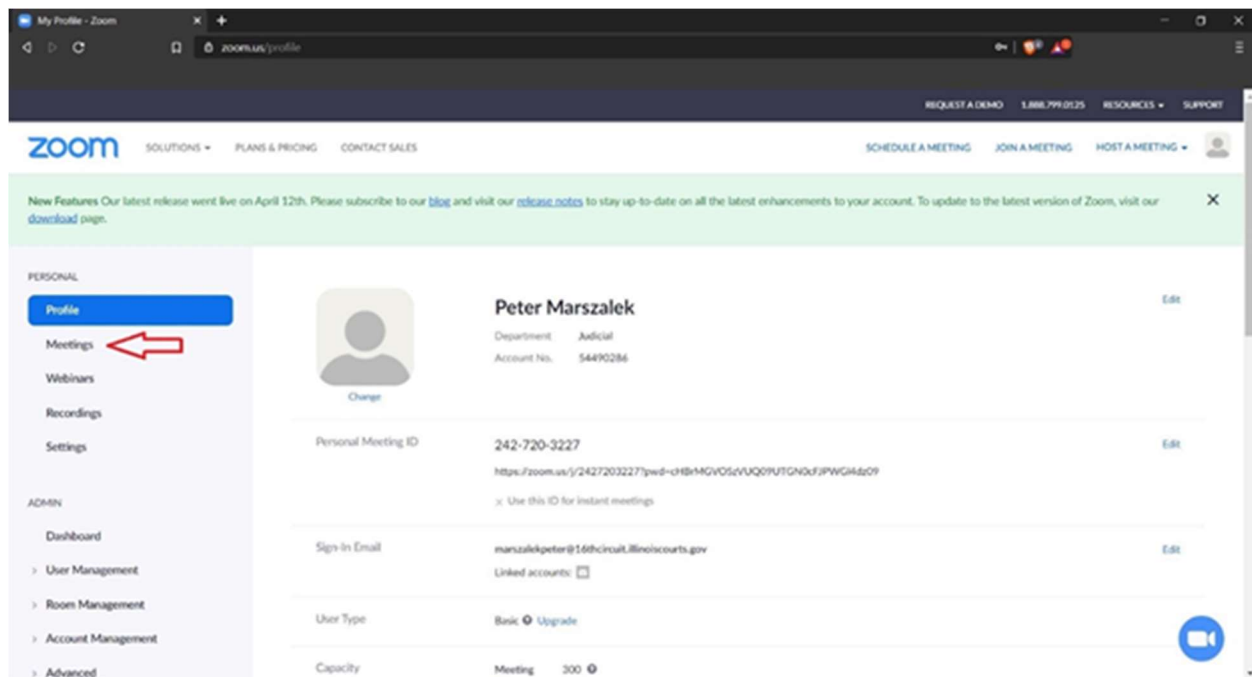 My Profile - Zoom
zoom.us/profile
REQUEST A DEMO 1.888.799.0125 RESOURCES SUPPORT
zoom SOLUTIONS PLANS & PRICING CONTACT SALES SCHEDULE A MEETING JOIN A MEETING HOST A MEETING
New Features Our latest release went live on April 12th. Please subscribe to our blog and visit our release notes to stay up-to-date on all the latest enhancements to your account. To update to the latest version of Zoom, visit our
download page.
PERSONAL
Profile
Meetings
Webinars
Recordings
Settings
ADMIN
Dashboard
User Management
Room Management
Account Management
Advanced
Change
Peter Marszalek Edit
Department Judicial
Account No. 54490286
Personal Meeting ID 242-720-3227 Edit
× Use this ID for instant meetings
Sign-In Email marszalekpeter@16thcircuit.illinoiscourts.gov Edit
Linked accounts:
User Type Basic Upgrade
Capacity Meeting 300